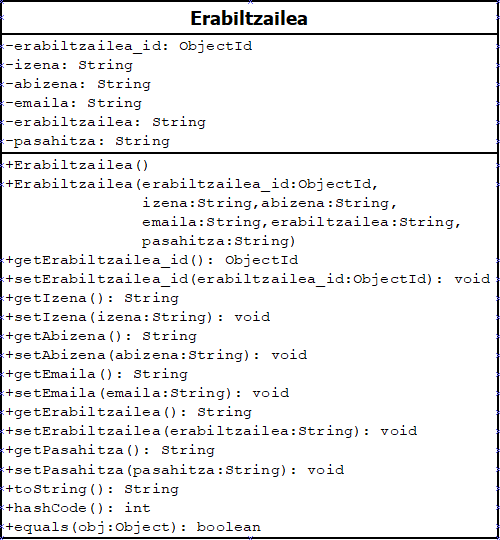 Erabiltzailea
-erabiltzailea_id: ObjectId
-izena: String
-abizena: String
-emaila: String
-erabiltzailea: String
-pasahitza: String
+Erabiltzailea()
+Erabiltzailea(erabiltzailea_id:ObjectId,
izena:String,abizena:String,
emaila:String,erabiltzailea:String,
pasahitza:String)
+getErabiltzailea_id(): ObjectId
+setErabiltzailea_id(erabiltzailea_id:ObjectId): void
+getIzena(): String
+setIzena(izena:String): void
+getAbizena(): String
+setAbizena(abizena:String): void
+getEmaila(): String
+setEmaila(emaila:String): void
+getErabiltzailea(): String
+setErabiltzailea(erabiltzailea:String): void
+getPasahitza(): String
+setPasahitza(pasahitza:String): void
+toString(): String
+hashCode(): int
+equals(obj:Object): boolean